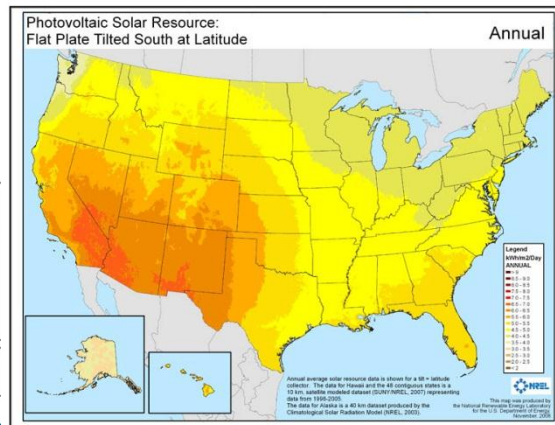 Photovoltaic Solar Resource:
Flat Plate Tilted South at Latitude
Annual
Legend
kWh/m2/Day
ANNUAL
Annual average solar resource data is shown for a tilt = latitude
collector. The data for Hawaii and the 48 contiguous states is a
10 km, satellite modeled dataset (SUNY/NREL, 2007) representing
data from 1998-2005.
The data for Alaska is a 40 km dataset produced by the
Climatological Solar Radiation Model (NREL, 2003).
NREL
This map was produced by
the National Renewable Energy Laboratory
for the U.S. Department of Energy.